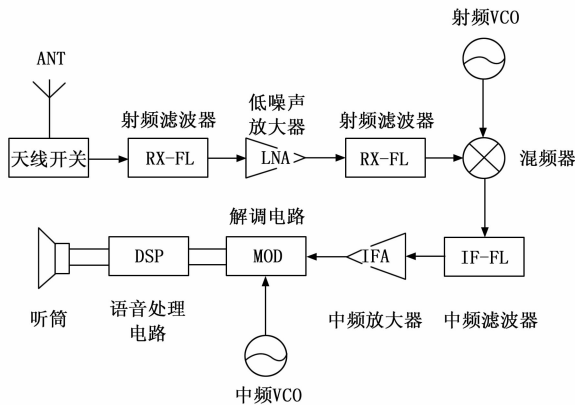 射频VCO
ANT
低噪声
放大器
射频滤波器
射频滤波器
天线开关
RX-FL
LNA
RX-FL
混频器
解调电路
DSP
MOD
IFA
IF-FL
听筒
语音处理
电路
中频放大器
中频滤波器
中频VCO